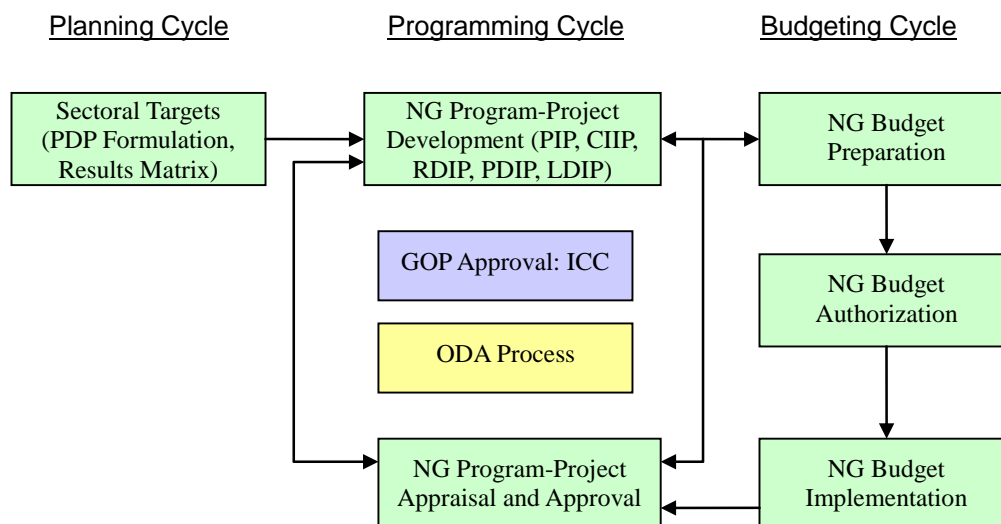 Planning Cycle
Programming Cycle
Budgeting Cycle
Sectoral Targets
(PDP Formulation,
Results Matrix)
NG Program-Project
Development (PIP, CIIP,
RDIP, PDIP, LDIP)
NG Budget
Preparation
GOP Approval: ICC
NG Budget
Authorization
ODA Process
NG Program-Project
Appraisal and Approval
NG Budget
Implementation